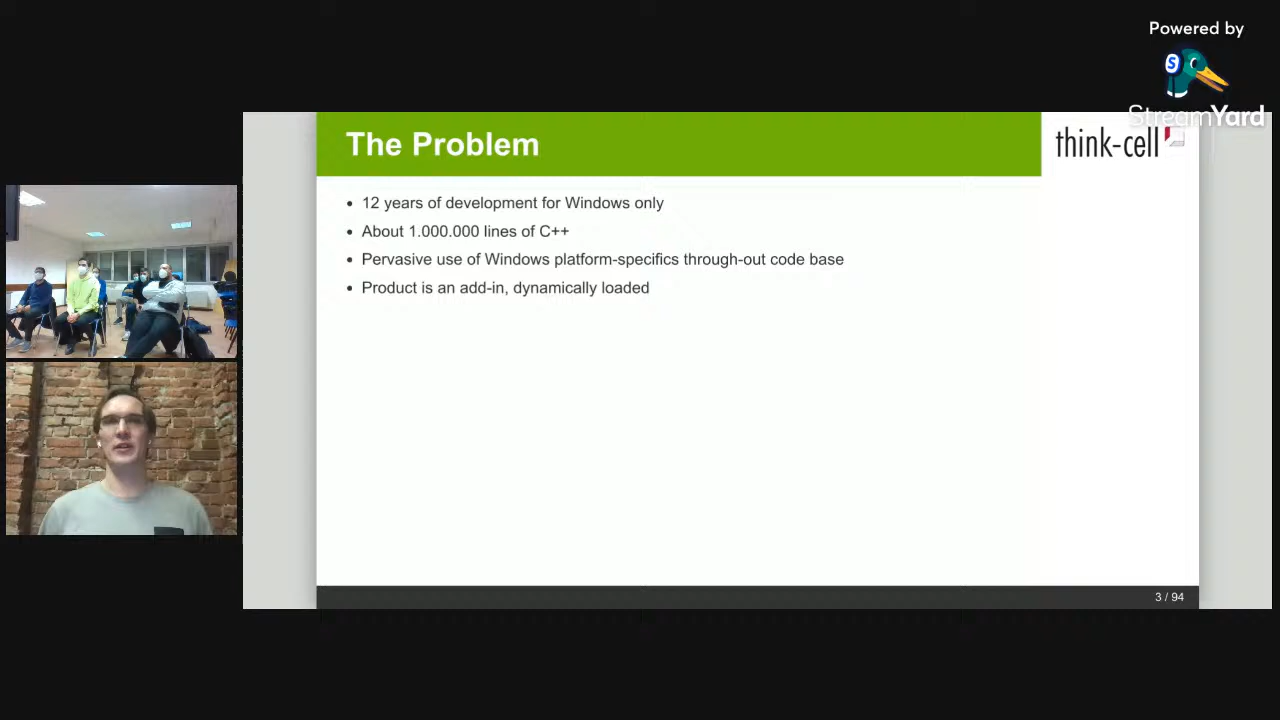 Powered by
S
StreamYard
The Problem
think-cell
12 years of development for Windows only
About 1.000.000 lines of C++
Pervasive use of Windows platform-specifics through-out code base
Product is an add-in, dynamically loaded
3 / 94